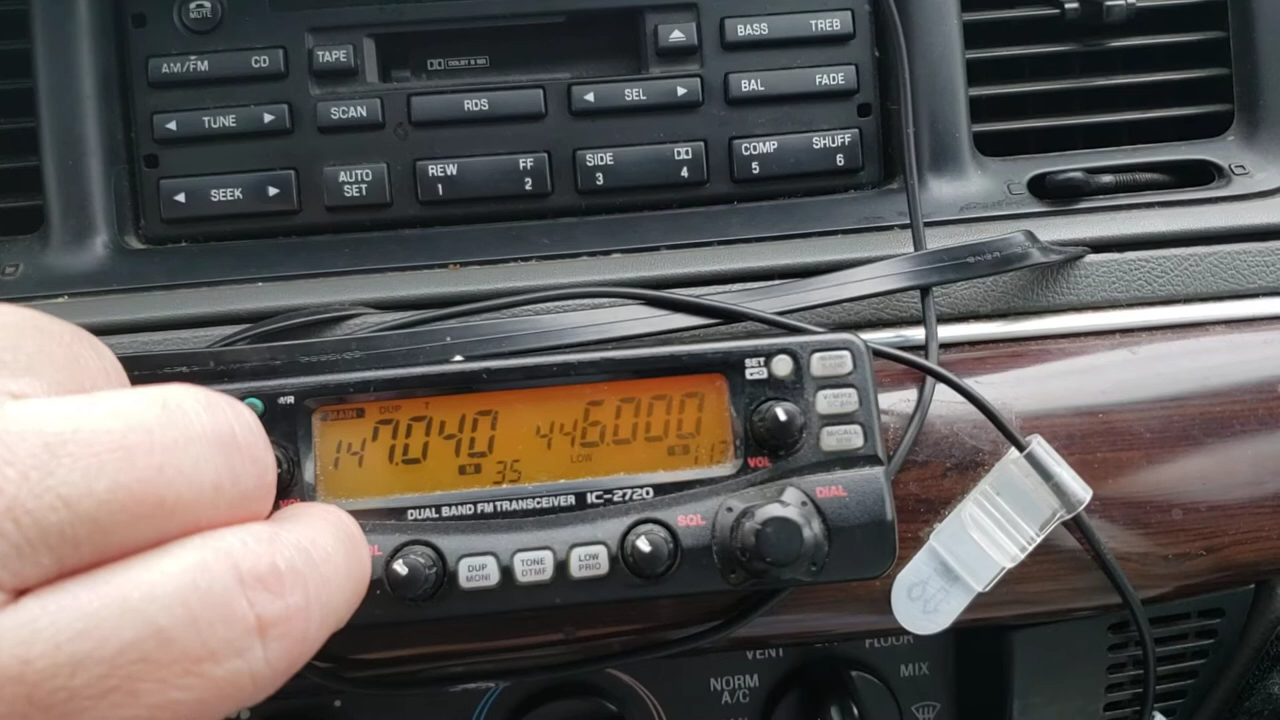 MUTE
AM/FM CD
TAPE
DOLBY B NR
BASS TREB
TUNE
SCAN
RDS
SEL
BAL FADE
SEEK
AUTO
SET
REW FF
1 2
SIDE
3 4
COMP SHUFF
5 6
SET
MAIN DUP T
147.040 446.000
M 35 LOW M
VOL
VOL
V/MHz
SCAN
M/CALL
MW
DUAL BAND FM TRANSCEIVER IC-2720
DIAL
SQL
DUP
MONI
TONE
DTMF
LOW
PRIO
VENT
FLOOR
NORM
A/C
MIX